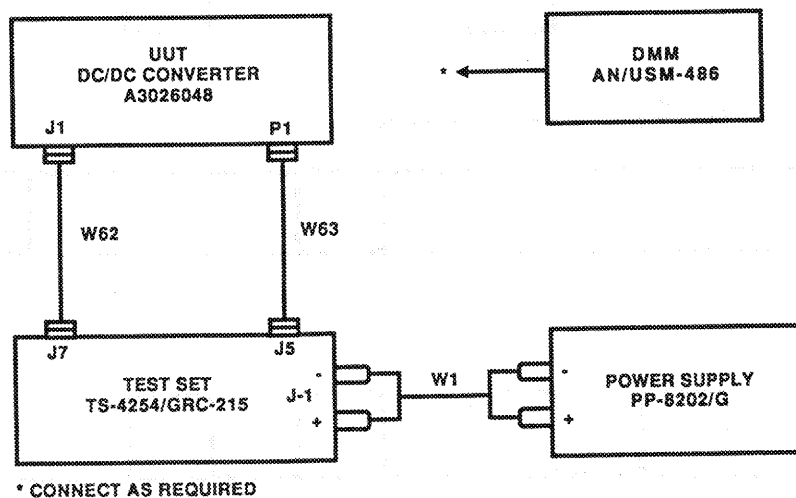 UUT
DC/DC CONVERTER
A3026048
J1
P1
*
DMM
AN/USM-486
W62
W63
J7
J5
TEST SET
TS-4254/GRC-215
-
J-1
+
W1
-
+
POWER SUPPLY
PP-8202/G
* CONNECT AS REQUIRED